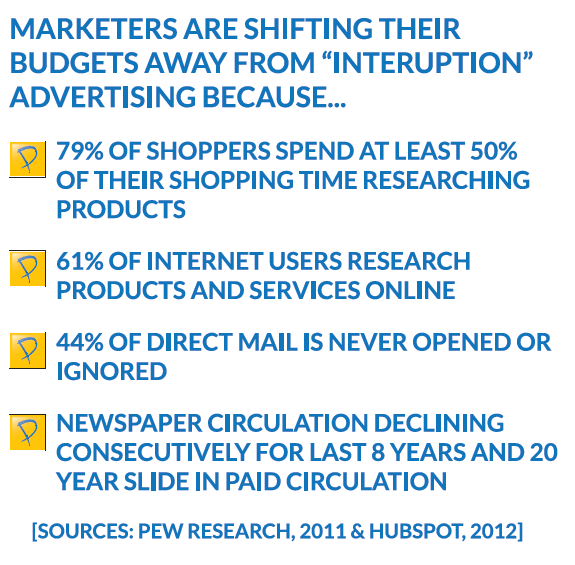 MARKETERS ARE SHIFTING THEIR
BUDGETS AWAY FROM “INTERUPTION”
ADVERTISING BECAUSE...
79% OF SHOPPERS SPEND AT LEAST 50%
OF THEIR SHOPPING TIME RESEARCHING
PRODUCTS
61% OF INTERNET USERS RESEARCH
PRODUCTS AND SERVICES ONLINE
44% OF DIRECT MAIL IS NEVER OPENED OR
IGNORED
NEWSPAPER CIRCULATION DECLINING
CONSECUTIVELY FOR LAST 8 YEARS AND 20
YEAR SLIDE IN PAID CIRCULATION
[SOURCES: PEW RESEARCH, 2011 & HUBSPOT, 2012]